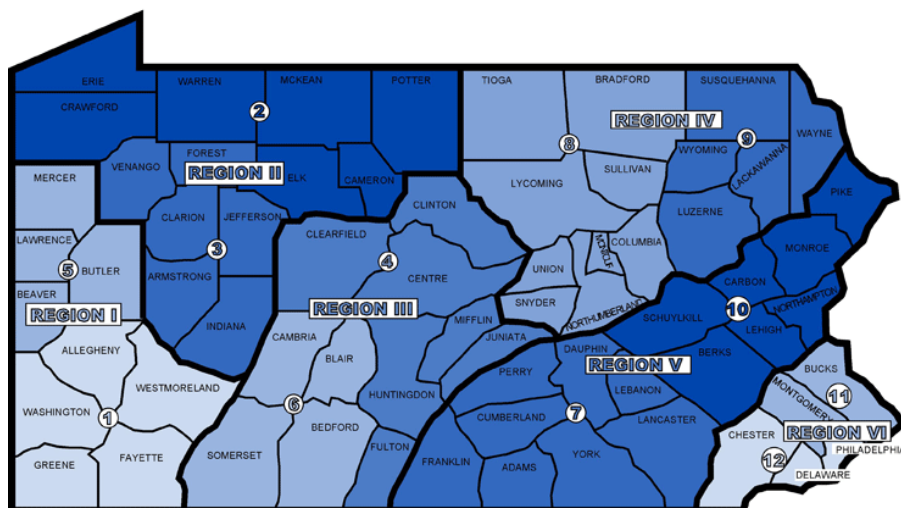 ERIE
WARREN
MCKEAN
POTTER
TIOGA
BRADFORD
SUSQUEHANNA
CRAWFORD
2
REGION IV
WAYNE
8
9
FOREST
WYOMING
VENANGO
REGION II
LACKAWANNA
MERCER
ELK
CAMERON
SULLIVAN
LYCOMING
PIKE
CLINTON
CLARION
JEFFERSON
LUZERNE
CLEARFIELD
LAWRENCE
3
COLUMBIA
MONROE
5
BUTLER
4
UNION
ARMSTRONG
CENTRE
CARBON
BEAVER
SNYDER
NORTHUMBERLAND
NORTHAMPTON
REGION I
REGION III
10
SCHUYLKILL
INDIANA
MIFFLIN
LEHIGH
CAMBRIA
JUNIATA
DAUPHIN
ALLEGHENY
BLAIR
REGION V
BERKS
PERRY
BUCKS
WESTMORELAND
LEBANON
MONTGOMERY
11
HUNTINGDON
6
WASHINGTON
1
CUMBERLAND
7
LANCASTER
BEDFORD
CHESTER
REGION VI
FULTON
PHILADELPHIA
SOMERSET
GREENE
FAYETTE
FRANKLIN
ADAMS
YORK
12
DELAWARE